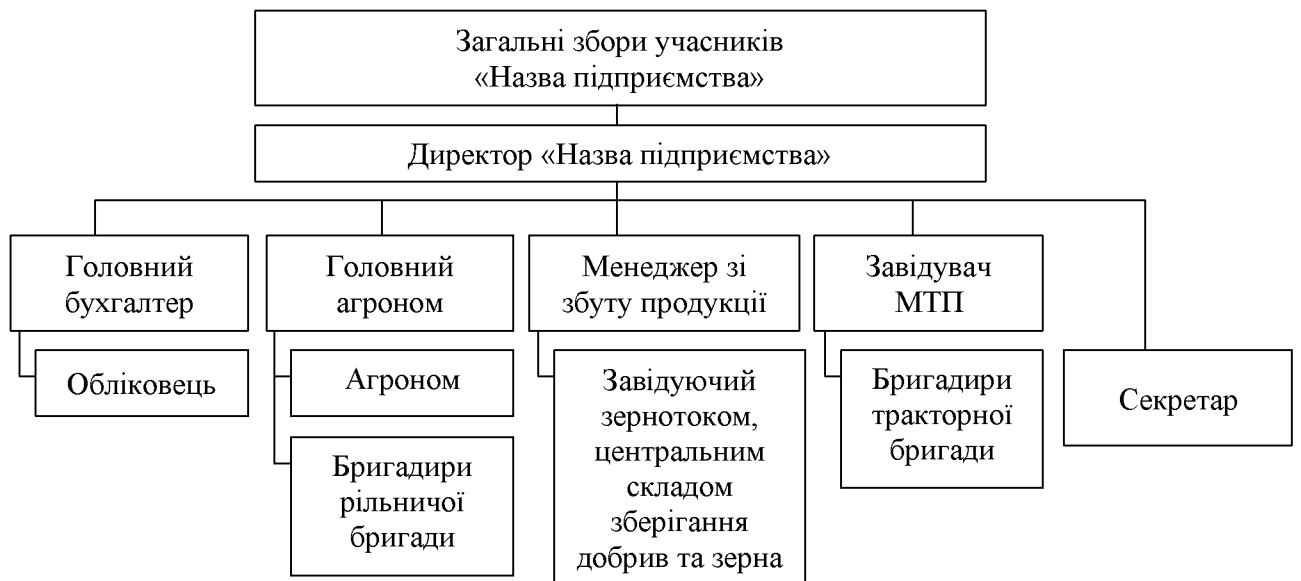 Загальні збори учасників
«Назва підприємства»
Директор «Назва підприємства»
Головний
бухгалтер
Головний
агроном
Менеджер зі
збуту продукції
Завідувач
МТП
Обліковець
Агроном
Бригадири
рільничої
бригади
Завідуючий
зернотоком,
центральним
складом
зберігання
добрив та зерна
Бригадири
тракторної
бригади
Секретар